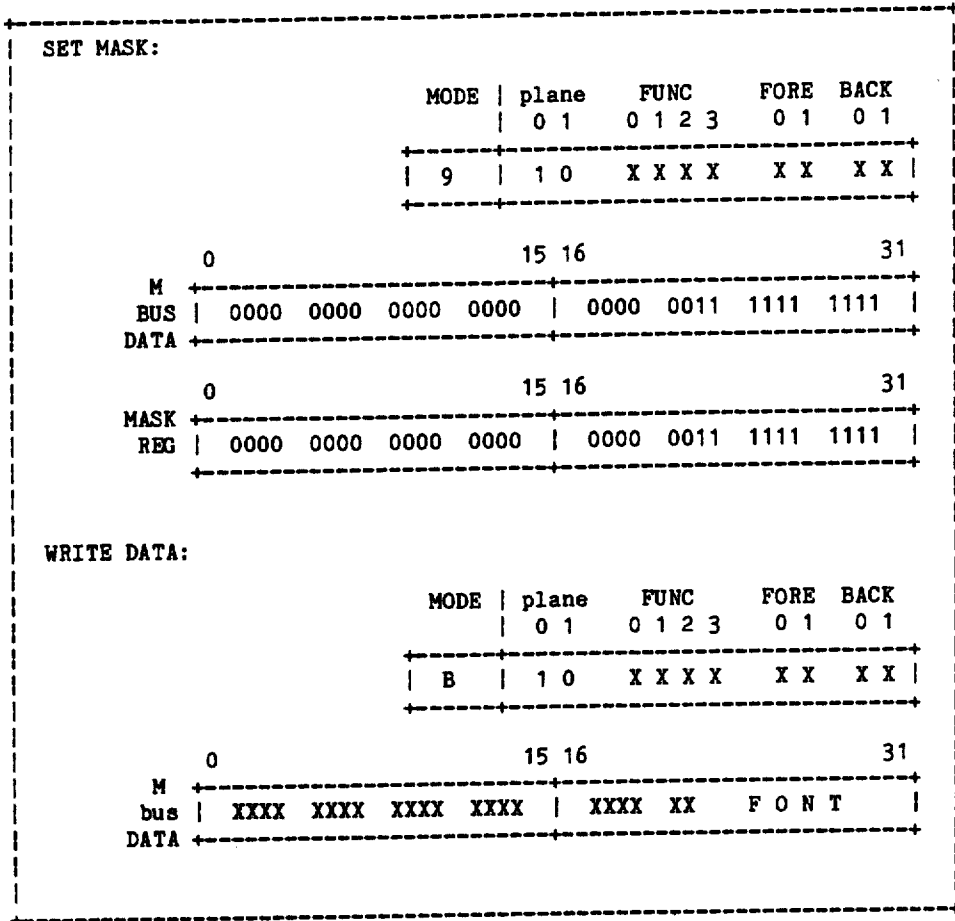 SET MASK:
MODE | plane FUNC FORE BACK
| 0 1 0 1 2 3 0 1 0 1
| 9 | 1 0 X X X X X X X X |
0 15 16 31
M
BUS | 0000 0000 0000 0000 | 0000 0011 1111 1111 |
DATA
0 15 16 31
MASK
REG | 0000 0000 0000 0000 | 0000 0011 1111 1111 |
WRITE DATA:
MODE | plane FUNC FORE BACK
| 0 1 0 1 2 3 0 1 0 1
| B | 1 0 X X X X X X X X |
0 15 16 31
M
bus | XXXX XXXX XXXX XXXX | XXXX XX F O N T |
DATA